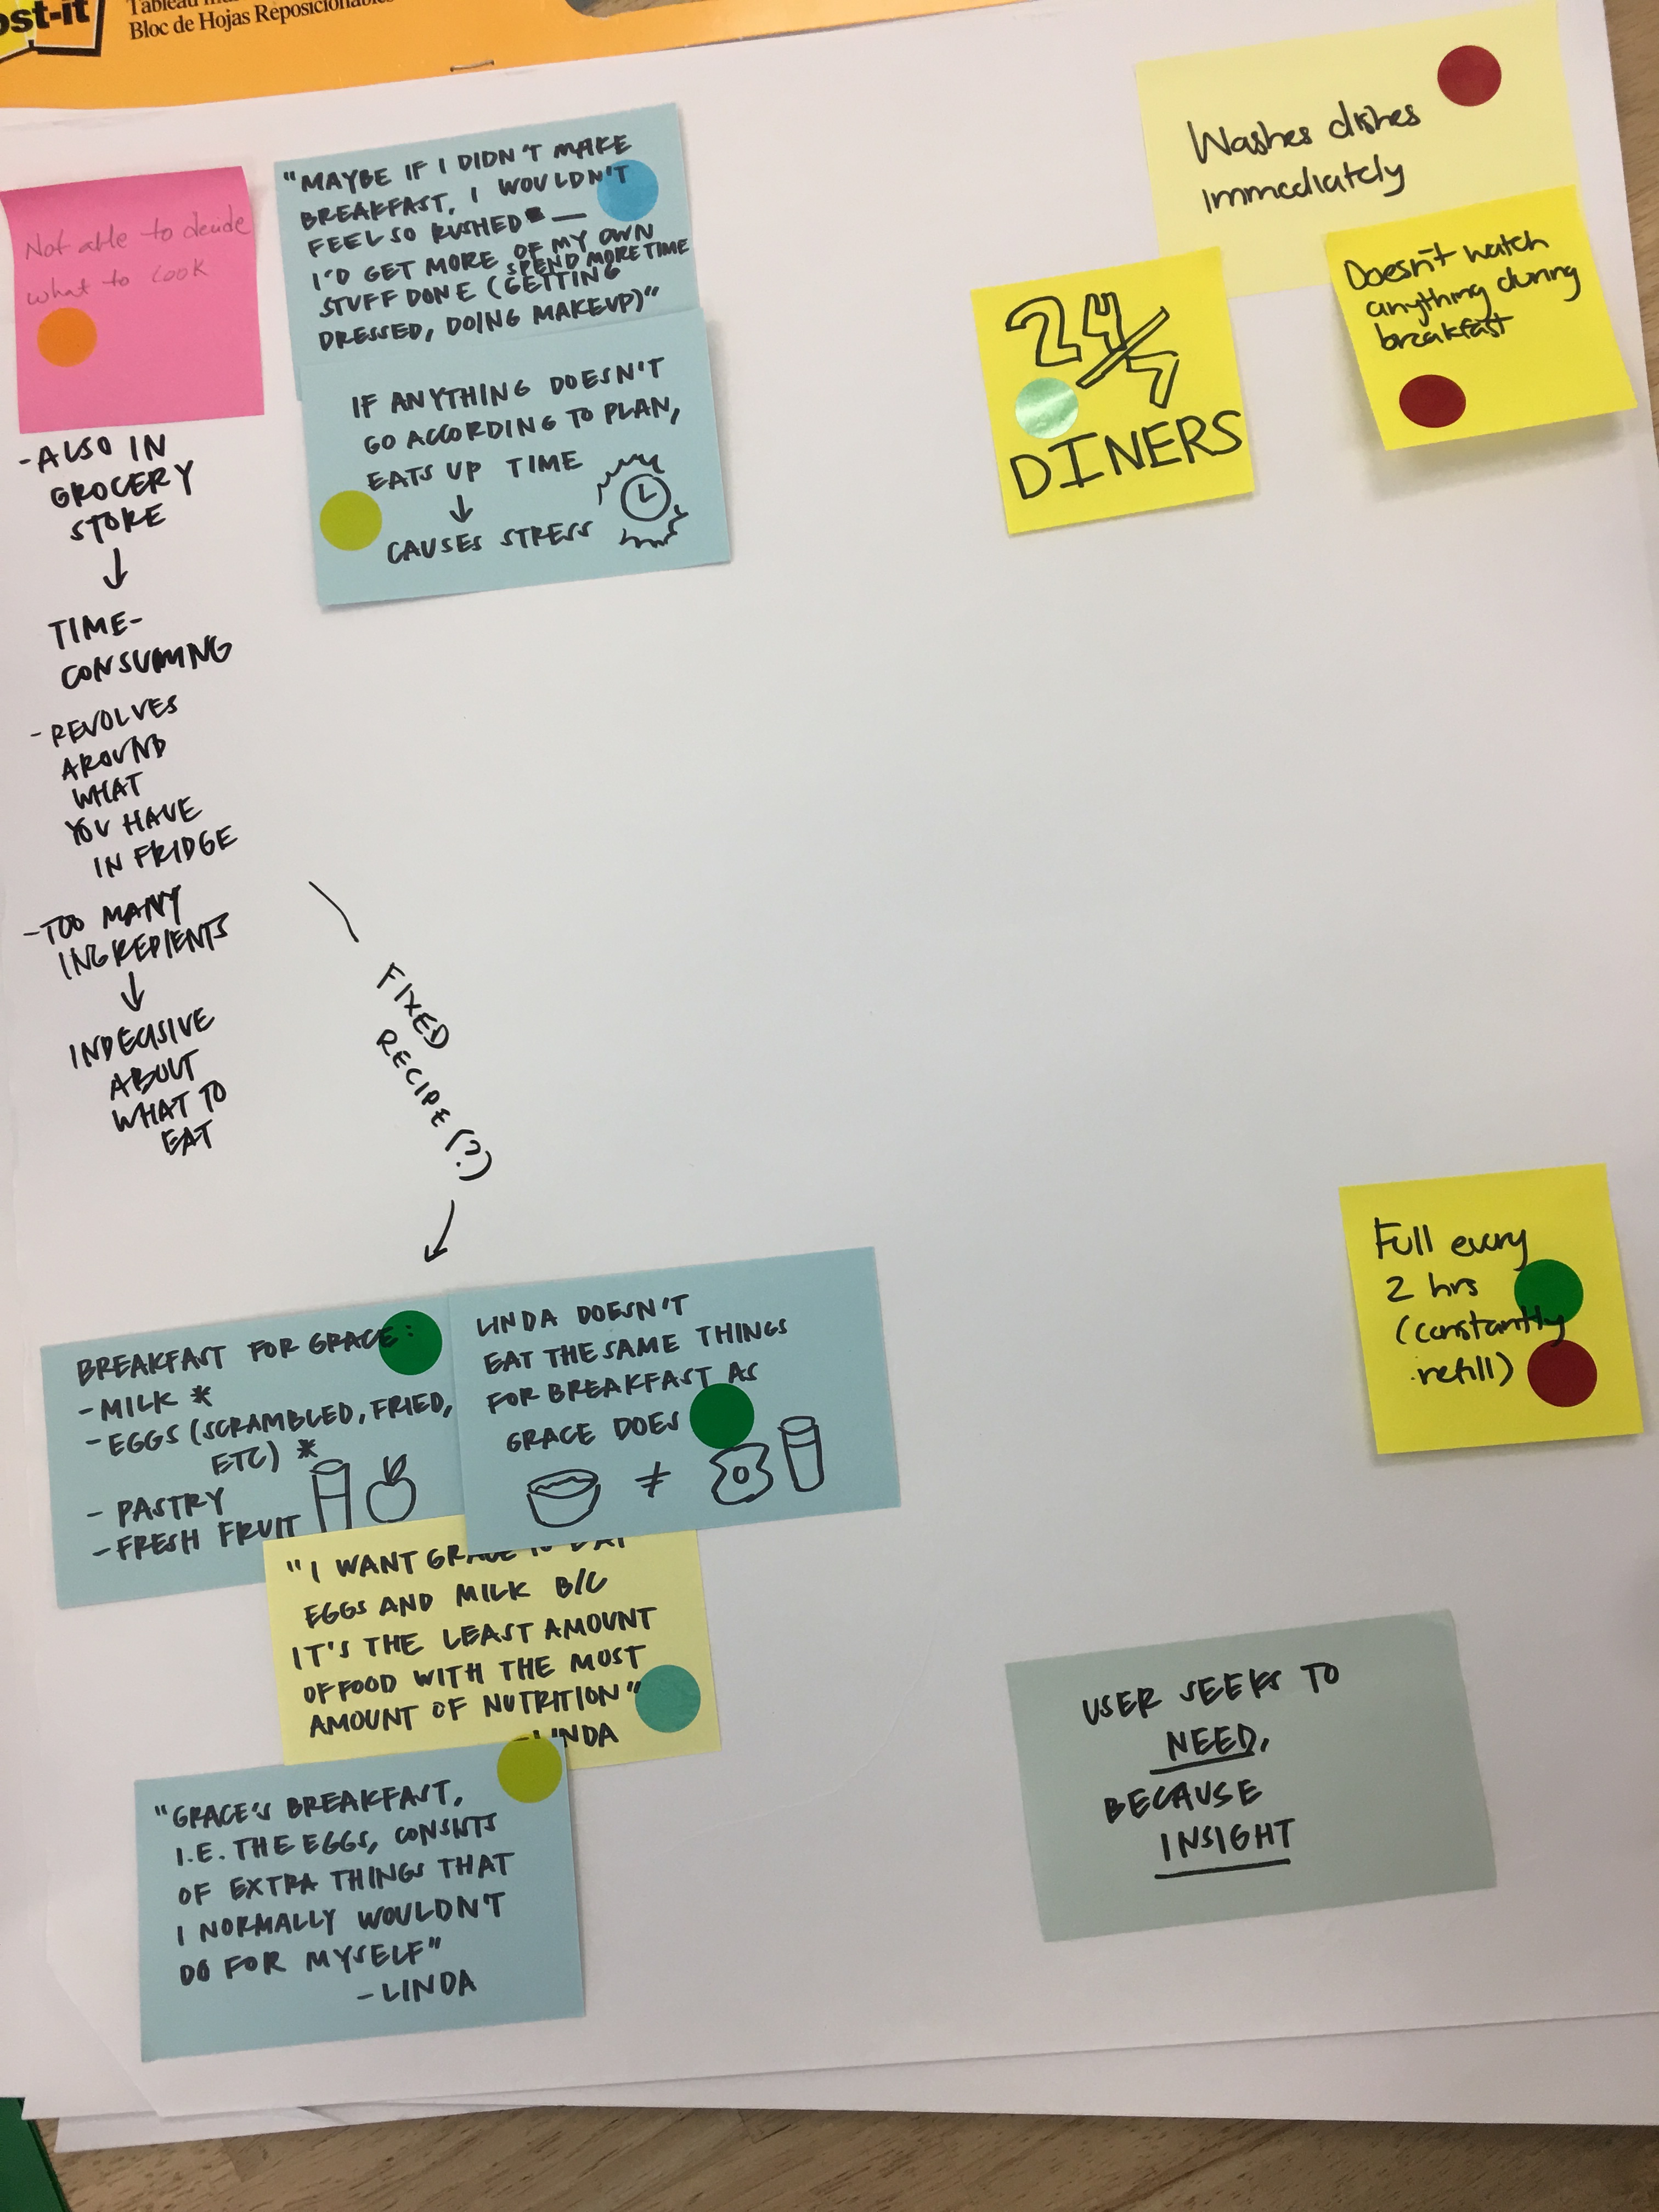 ost-it
Bloc de Hojas Reposicionables
Not able to decide
what to cook
- ALSO IN
GROCERY
STORE
↓
TIME-
CONSUMING
- REVOLVES
AROUND
WHAT
YOU HAVE
IN FRIDGE
- TOO MANY
INGREDIENTS
↓
INDECISIVE
ABOUT
WHAT TO
EAT
"MAYBE IF I DIDN'T MAKE
BREAKFAST, I WOULDN'T
FEEL SO RUSHED —
I'D GET MORE OF MY OWN
SPEND MORE TIME
STUFF DONE (GETTING
DRESSED, DOING MAKEUP)"
IF ANYTHING DOESN'T
GO ACCORDING TO PLAN,
EATS UP TIME
↓
CAUSES STRESS
24/7
DINERS
Washes dishes
immediately
Doesn't watch
anything during
breakfast
FIXED
RECIPE (?)
BREAKFAST FOR GRACE:
- MILK *
- EGGS (SCRAMBLED, FRIED,
ETC) *
- PASTRY
- FRESH FRUIT
LINDA DOESN'T
EAT THE SAME THINGS
FOR BREAKFAST AS
GRACE DOES
≠
"I WANT GRACE TO EAT
EGGS AND MILK B/C
IT'S THE LEAST AMOUNT
OF FOOD WITH THE MOST
AMOUNT OF NUTRITION"
- LINDA
"GRACE'S BREAKFAST,
I.E. THE EGGS, CONSISTS
OF EXTRA THINGS THAT
I NORMALLY WOULDN'T
DO FOR MYSELF"
- LINDA
Full every
2 hrs
(constantly
refill)
USER SEEKS TO
NEED,
BECAUSE
INSIGHT